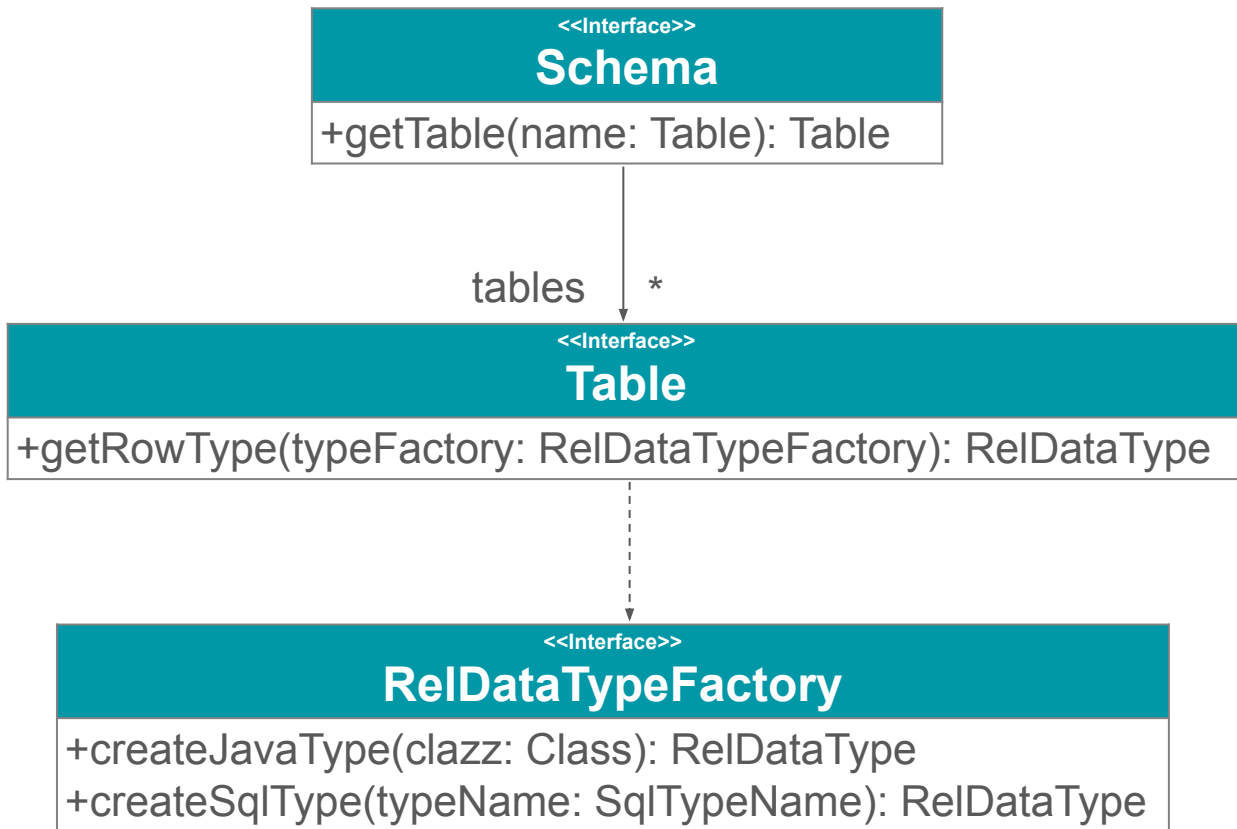 <<Interface>>
Schema
+getTable(name: Table): Table
tables *
<<Interface>>
Table
+getRowType(typeFactory: RelDataTypeFactory): RelDataType
<<Interface>>
RelDataTypeFactory
+createJavaType(clazz: Class): RelDataType
+createSqlType(typeName: SqlTypeName): RelDataType